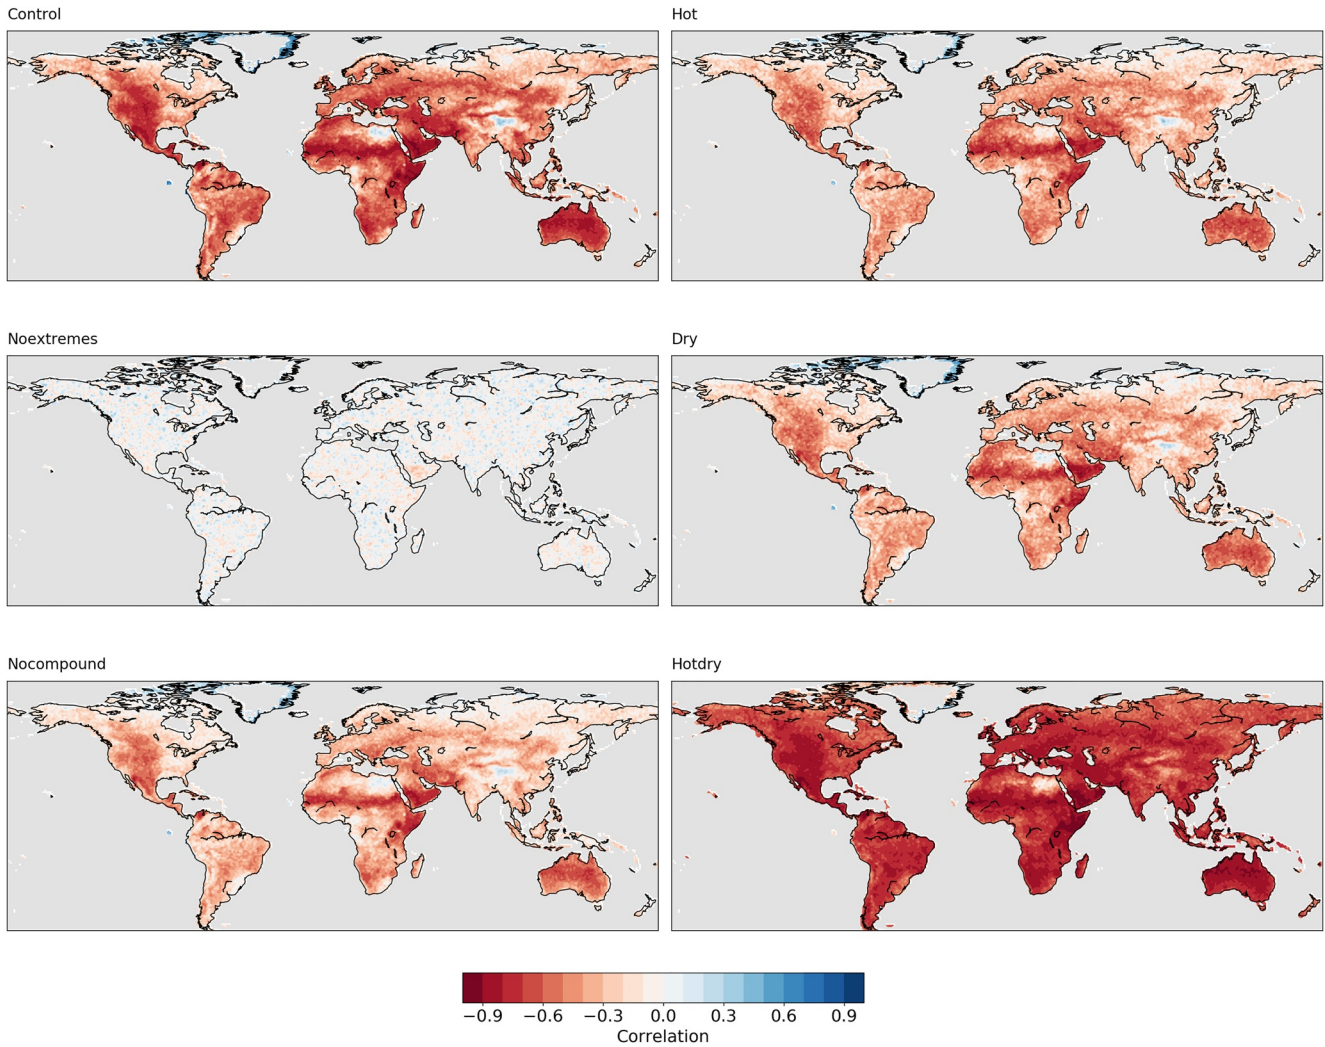 Control
Hot
Noextremes
Dry
Nocompound
Hotdry
−0.9 −0.6 −0.3 0.0 0.3 0.6 0.9
Correlation